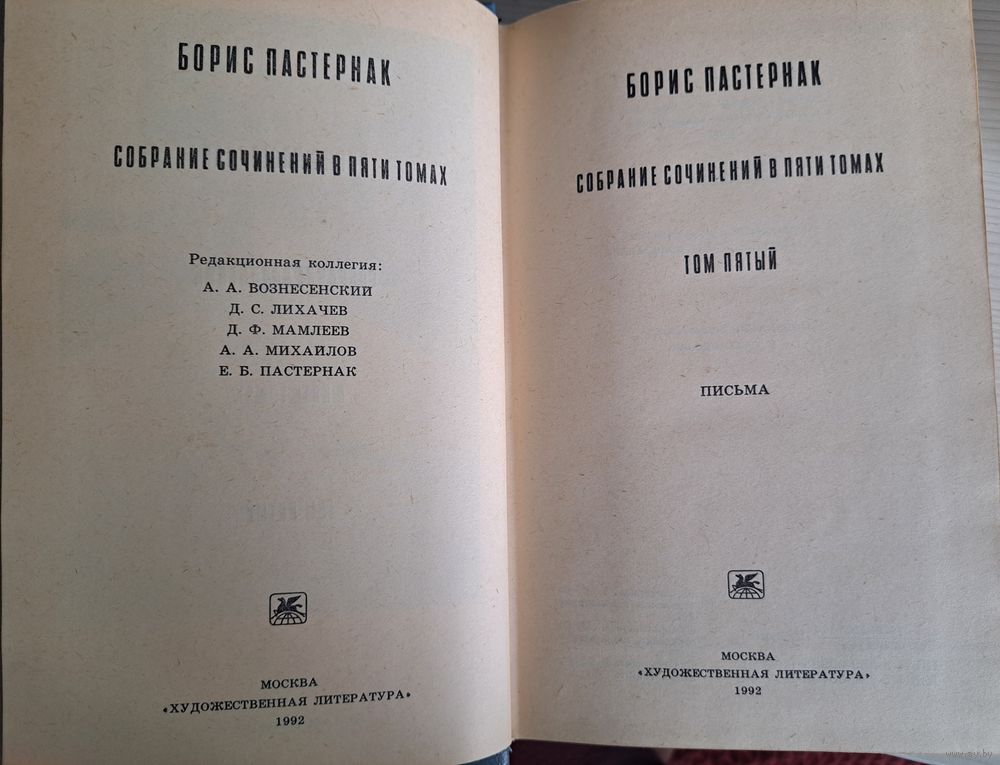 БОРИС ПАСТЕРНАК
СОБРАНИЕ СОЧИНЕНИЙ В ПЯТИ ТОМАХ
Редакционная коллегия:
А. А. ВОЗНЕСЕНСКИЙ
Д. С. ЛИХАЧЕВ
Д. Ф. МАМЛЕЕВ
А. А. МИХАЙЛОВ
Е. Б. ПАСТЕРНАК
МОСКВА
«ХУДОЖЕСТВЕННАЯ ЛИТЕРАТУРА»
1992
БОРИС ПАСТЕРНАК
СОБРАНИЕ СОЧИНЕНИЙ В ПЯТИ ТОМАХ
ТОМ ПЯТЫЙ
ПИСЬМА
МОСКВА
«ХУДОЖЕСТВЕННАЯ ЛИТЕРАТУРА»
1992